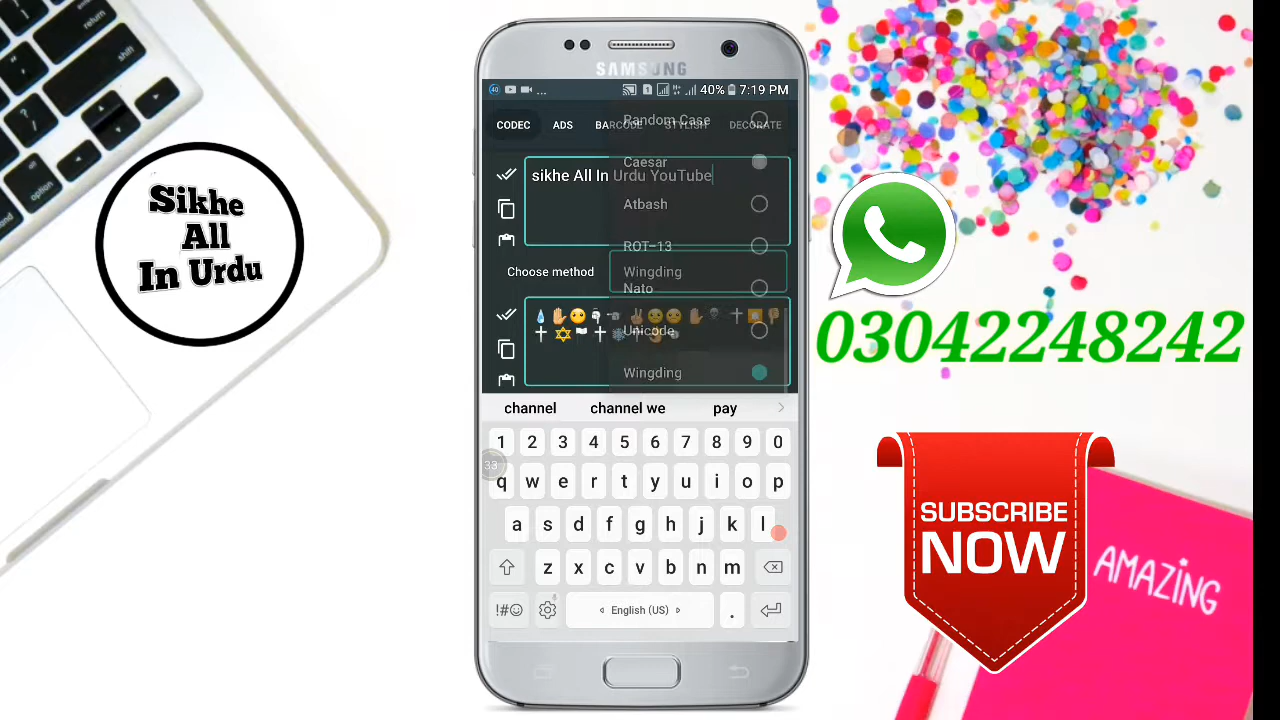 Sikhe
All
In Urdu
SAMSUNG
40% 7:19 PM
CODEC ADS BARCODE STYLISH DECORATE
Random Case
Caesar
sikhe All In Urdu YouTube
Atbash
ROT-13
Choose method
Wingding
Nato
Unicode
Wingding
channel channel we pay
1 2 3 4 5 6 7 8 9 0
33
q w e r t y u i o p
a s d f g h j k l
z x c v b n m
!#☺ English (US) .
03042248242
SUBSCRIBE
NOW
AMAZING